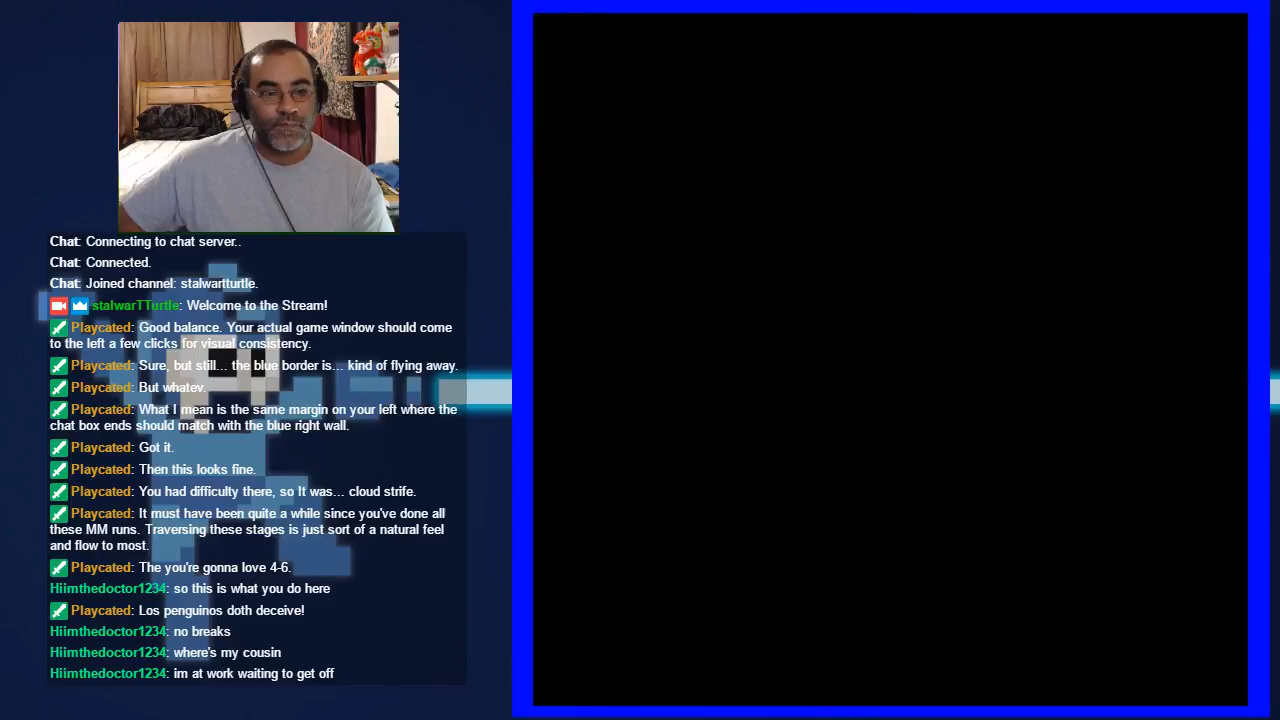 Chat: Connecting to chat server..
Chat: Connected.
Chat: Joined channel: stalwartturtle.
stalwarTTurtle: Welcome to the Stream!
Playcated: Good balance. Your actual game window should come
to the left a few clicks for visual consistency.
Playcated: Sure, but still... the blue border is... kind of flying away.
Playcated: But whatev.
Playcated: What I mean is the same margin on your left where the
chat box ends should match with the blue right wall.
Playcated: Got it.
Playcated: Then this looks fine.
Playcated: You had difficulty there, so It was... cloud strife.
Playcated: It must have been quite a while since you've done all
these MM runs. Traversing these stages is just sort of a natural feel
and flow to most.
Playcated: The you're gonna love 4-6.
Hiimthedoctor1234: so this is what you do here
Playcated: Los penguinos doth deceive!
Hiimthedoctor1234: no breaks
Hiimthedoctor1234: where's my cousin
Hiimthedoctor1234: im at work waiting to get off